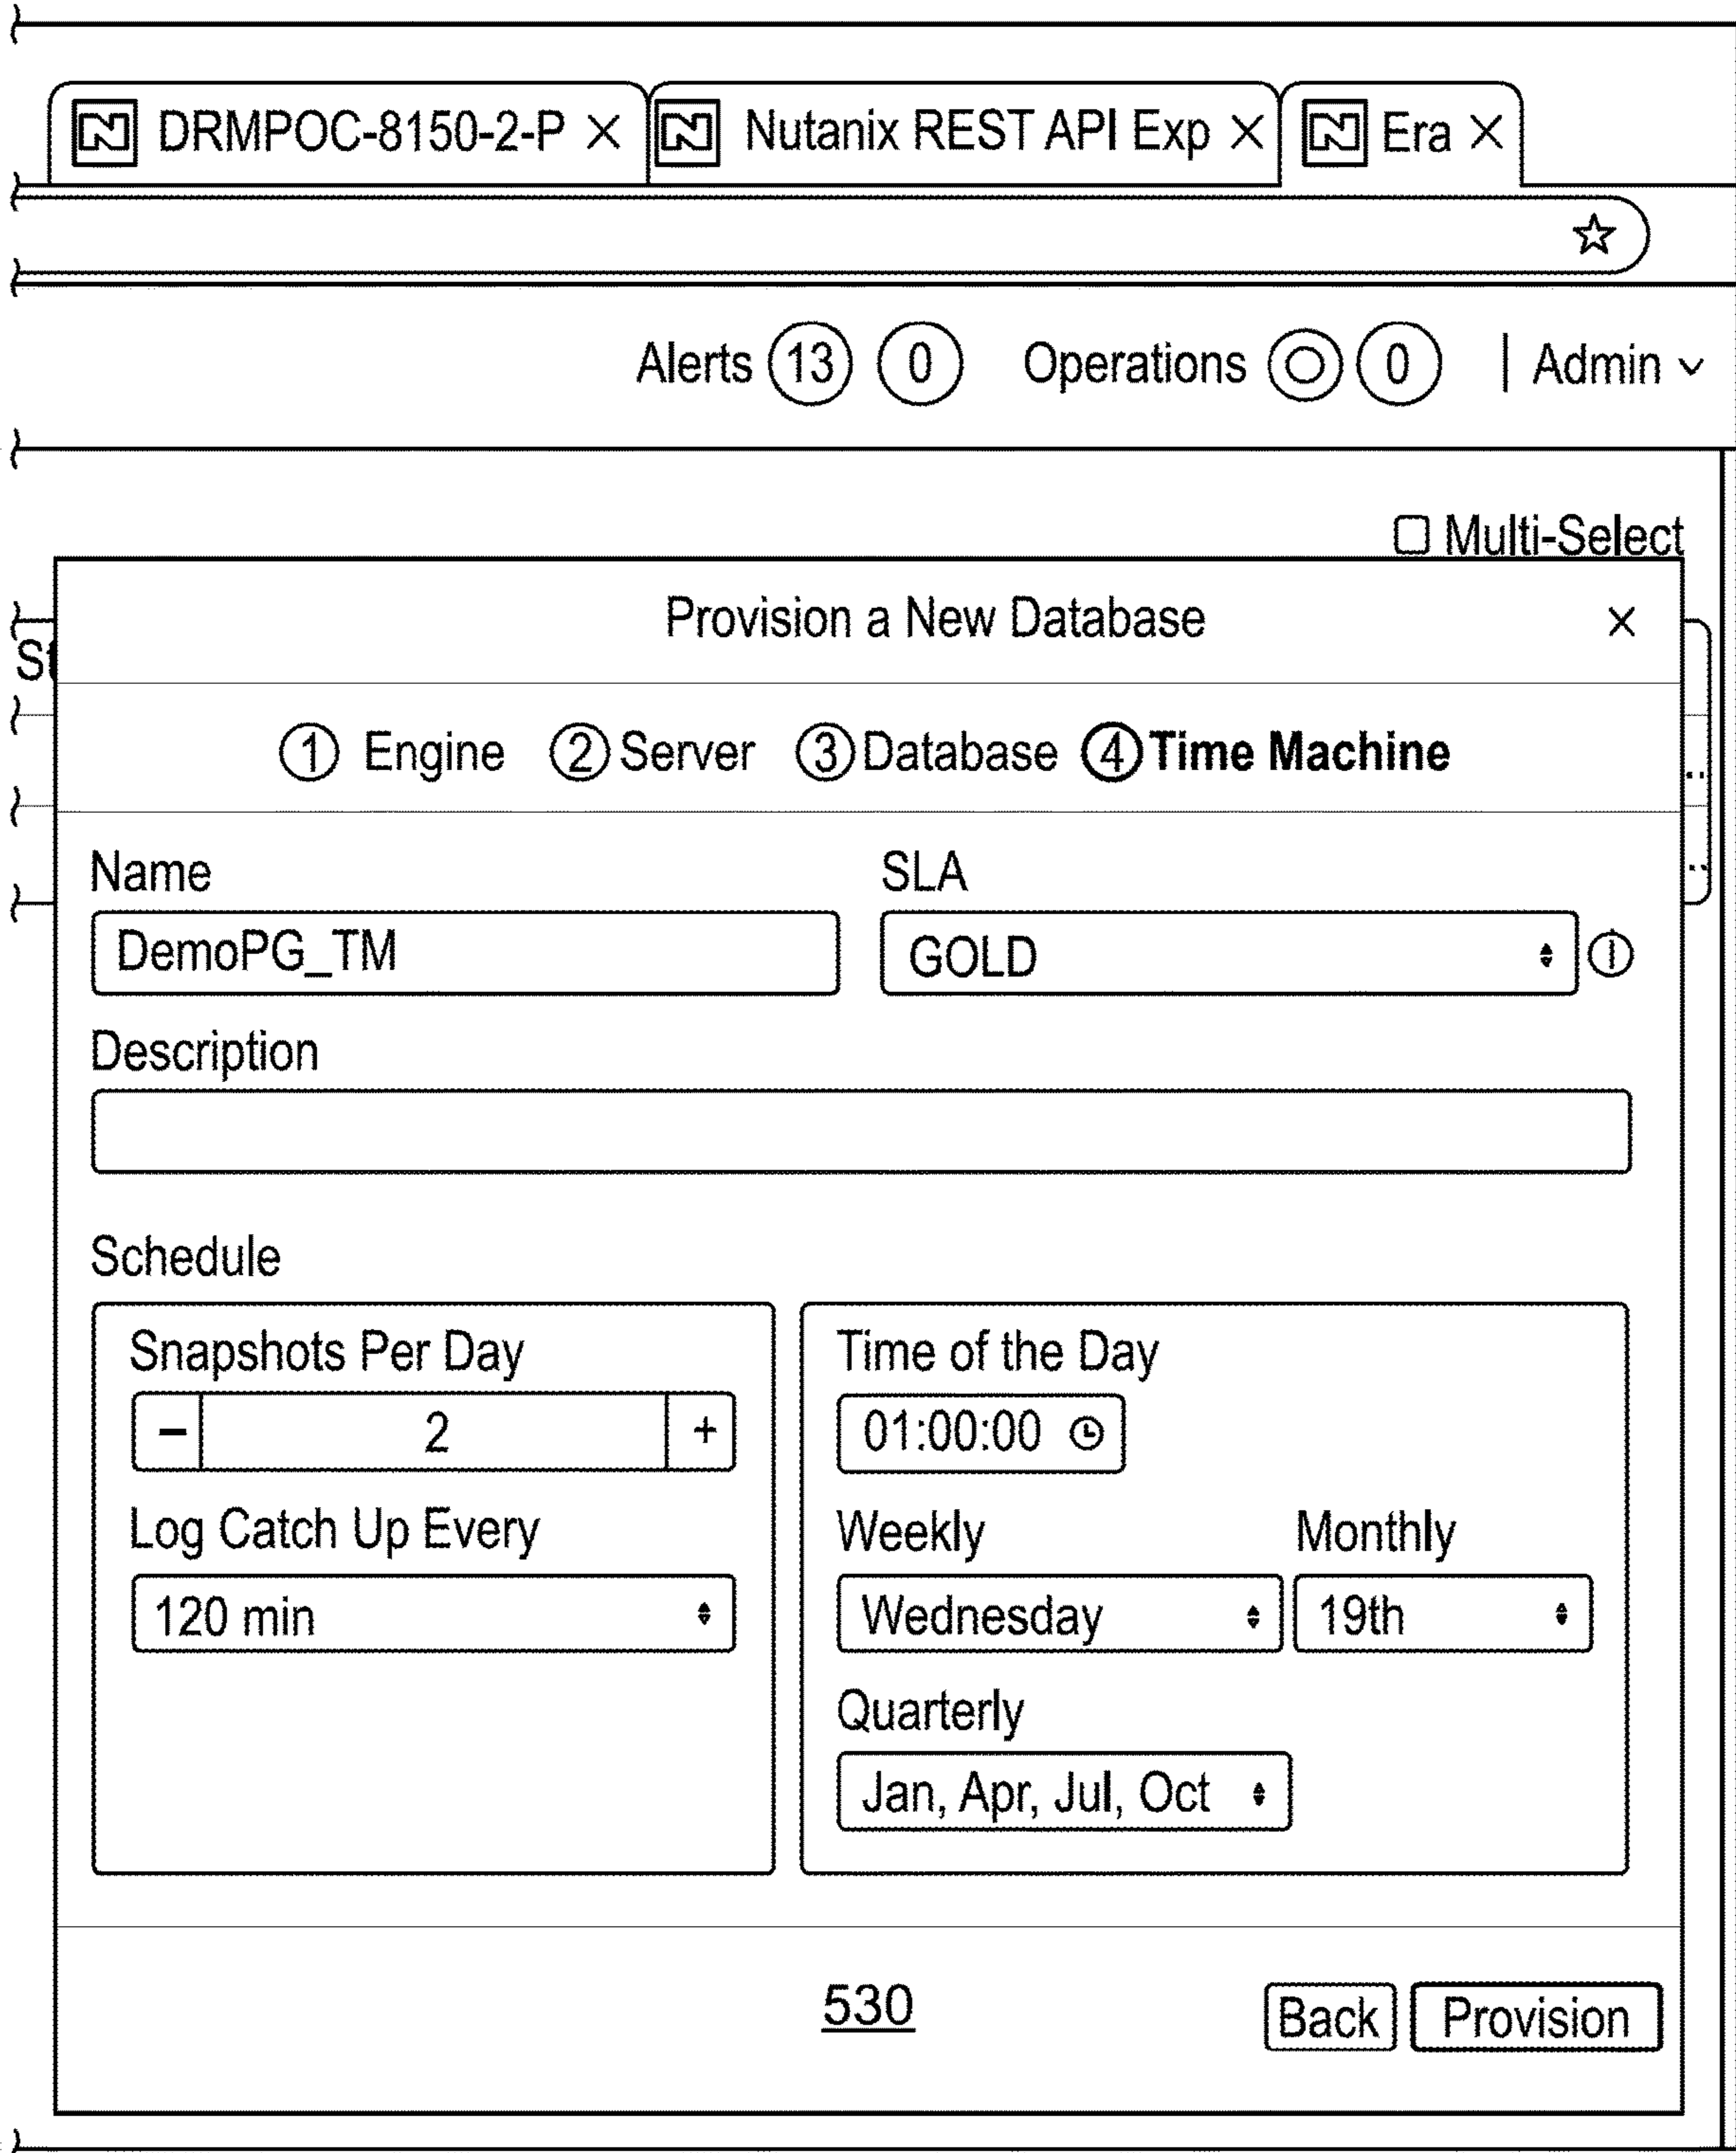 DRMPOC-8150-2-P × Nutanix REST API Exp × Era ×
Alerts 13 0 Operations 0 Admin
Multi-Select
Provision a New Database ×
1 Engine 2 Server 3 Database 4 Time Machine
Name SLA
DemoPG_TM GOLD
Description
Schedule
Snapshots Per Day Time of the Day
– 2 + 01:00:00
Log Catch Up Every Weekly Monthly
120 min Wednesday 19th
Quarterly
Jan, Apr, Jul, Oct
530 Back Provision